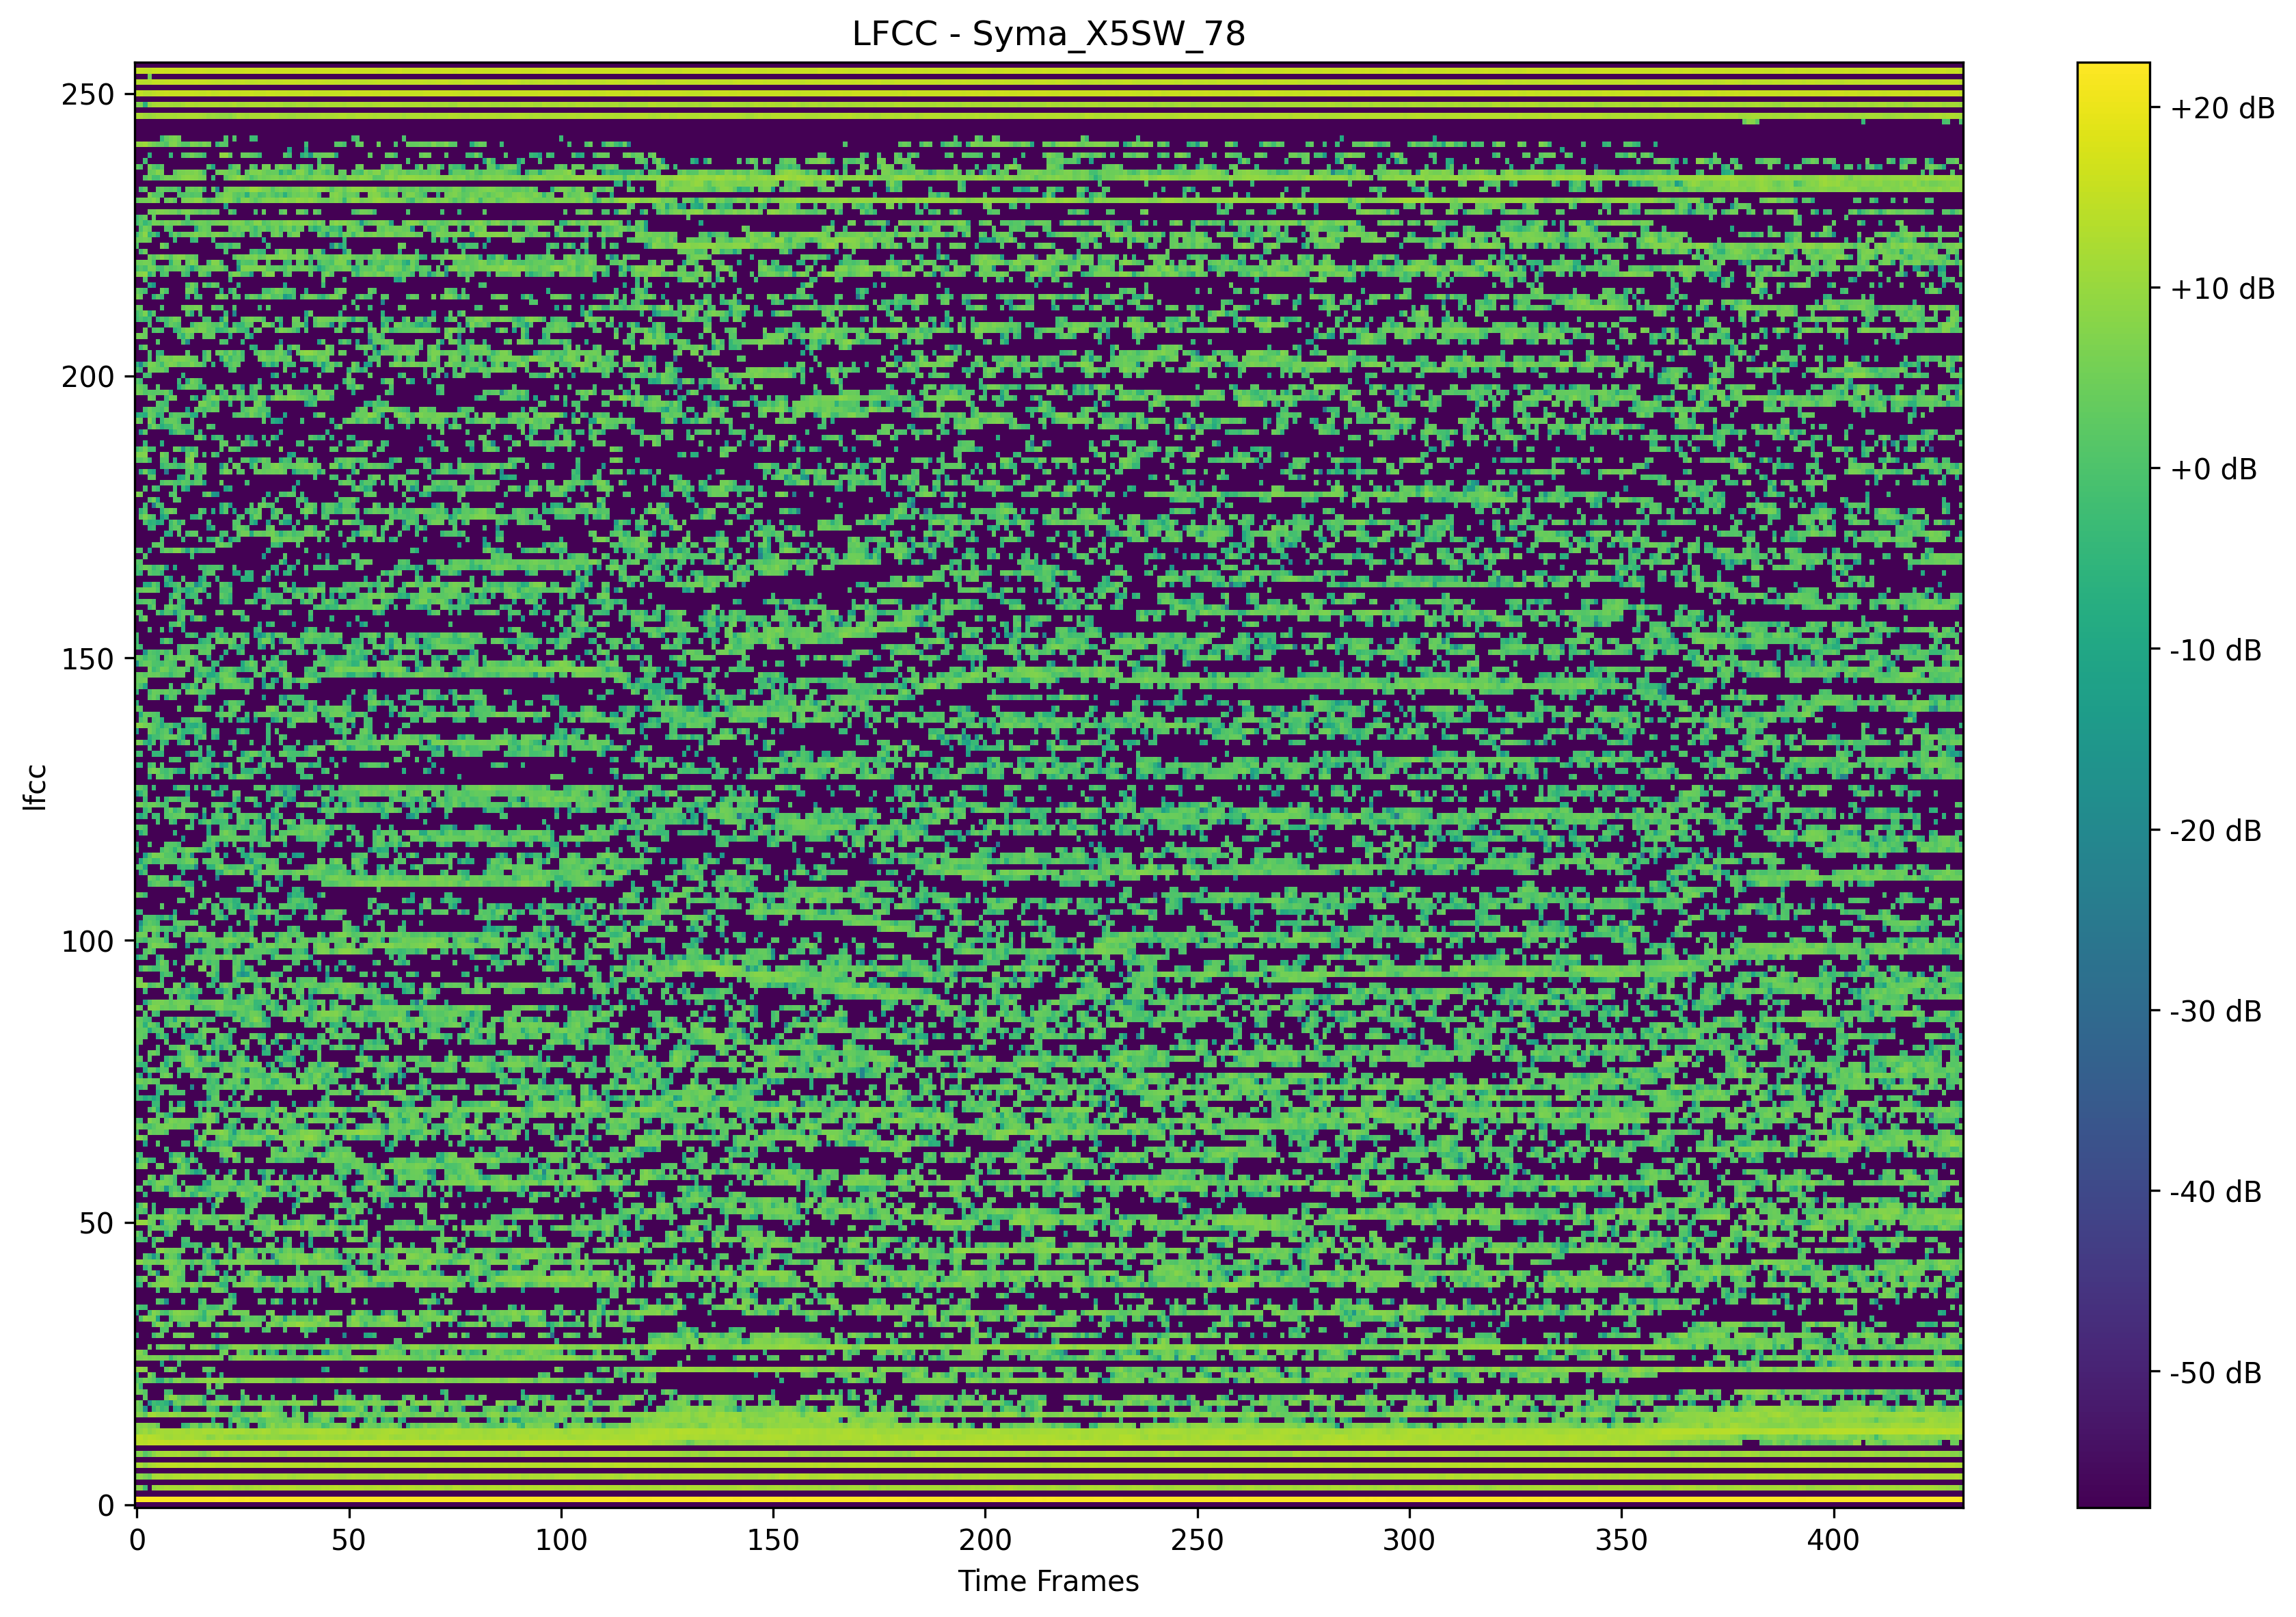 LFCC - Syma_X5SW_78
250
200
150
100
50
0
lfcc
0 50 100 150 200 250 300 350 400
Time Frames
+20 dB
+10 dB
+0 dB
-10 dB
-20 dB
-30 dB
-40 dB
-50 dB